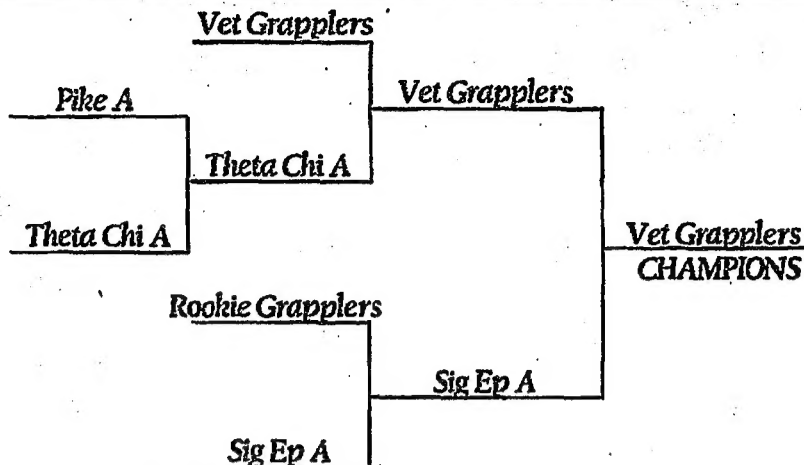 Vet Grapplers
Pike A
Vet Grapplers
Theta Chi A
Theta Chi A
Vet Grapplers
CHAMPIONS
Rookie Grapplers
Sig Ep A
Sig Ep A